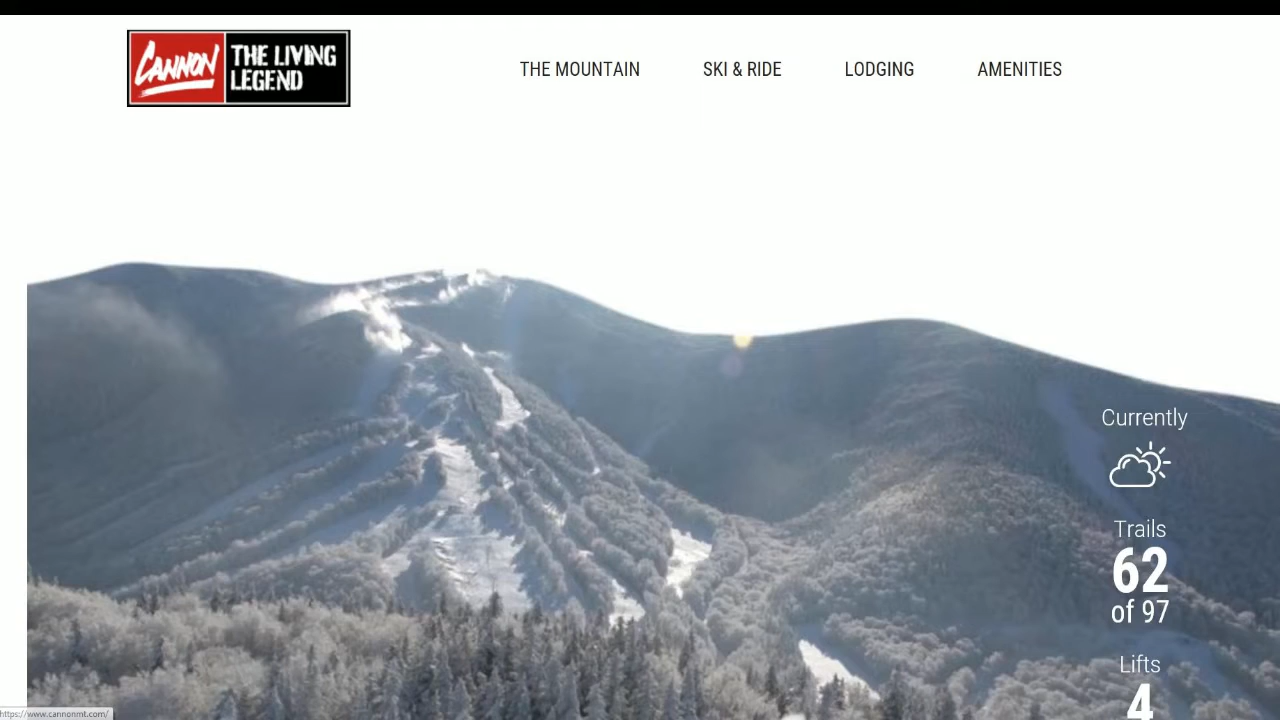 CANNON
THE LIVING
LEGEND
THE MOUNTAIN
SKI & RIDE
LODGING
AMENITIES
Currently
Trails
62
of 97
Lifts
4
https://www.cannonmt.com/